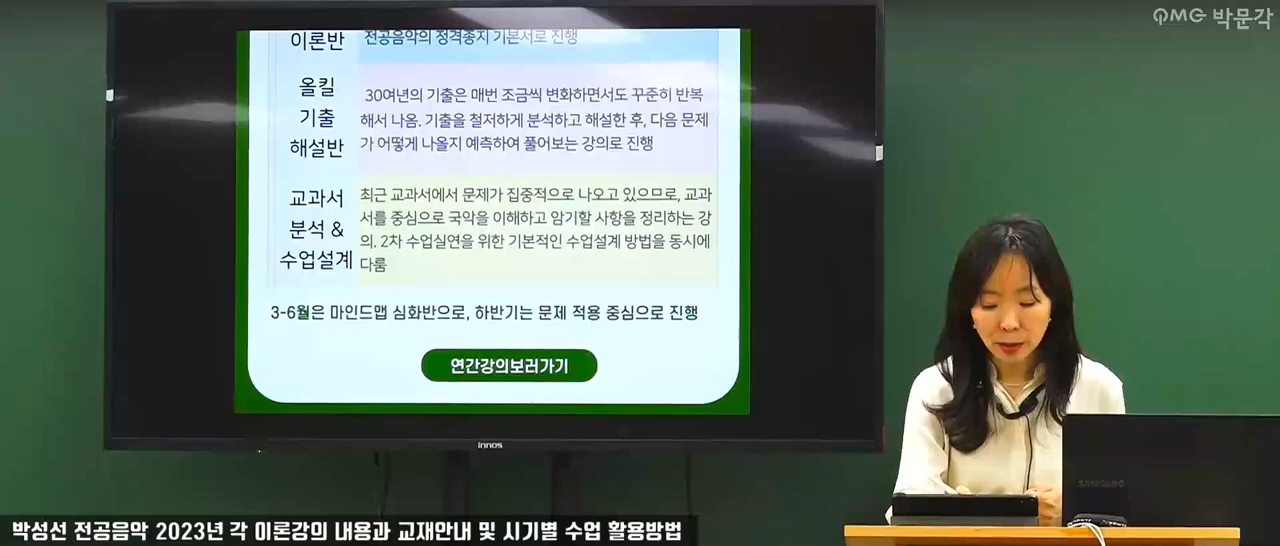 PMG 박문각
이론반
전공음악의 정격종지 기본서로 진행
올킬
기출
해설반
30여년의 기출은 매번 조금씩 변화하면서도 꾸준히 반복
해서 나옴. 기출을 철저하게 분석하고 해설한 후, 다음 문제
가 어떻게 나올지 예측하여 풀어보는 강의로 진행
교과서
분석 &
수업설계
최근 교과서에서 문제가 집중적으로 나오고 있으므로, 교과
서를 중심으로 국악을 이해하고 암기할 사항을 정리하는 강
의. 2차 수업실연을 위한 기본적인 수업설계 방법을 동시에
다룸
3-6월은 마인드맵 심화반으로, 하반기는 문제 적용 중심으로 진행
연간강의보러가기
innos
SAMSUNG
박성선 전공음악 2023년 각 이론강의 내용과 교재안내 및 시기별 수업 활용방법